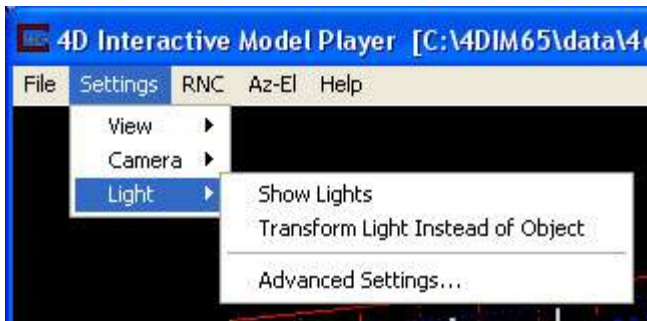 4D Interactive Model Player [C:\4DIM65\data\4
File Settings RNC Az-El Help
View
Camera
Light
Show Lights
Transform Light Instead of Object
Advanced Settings...